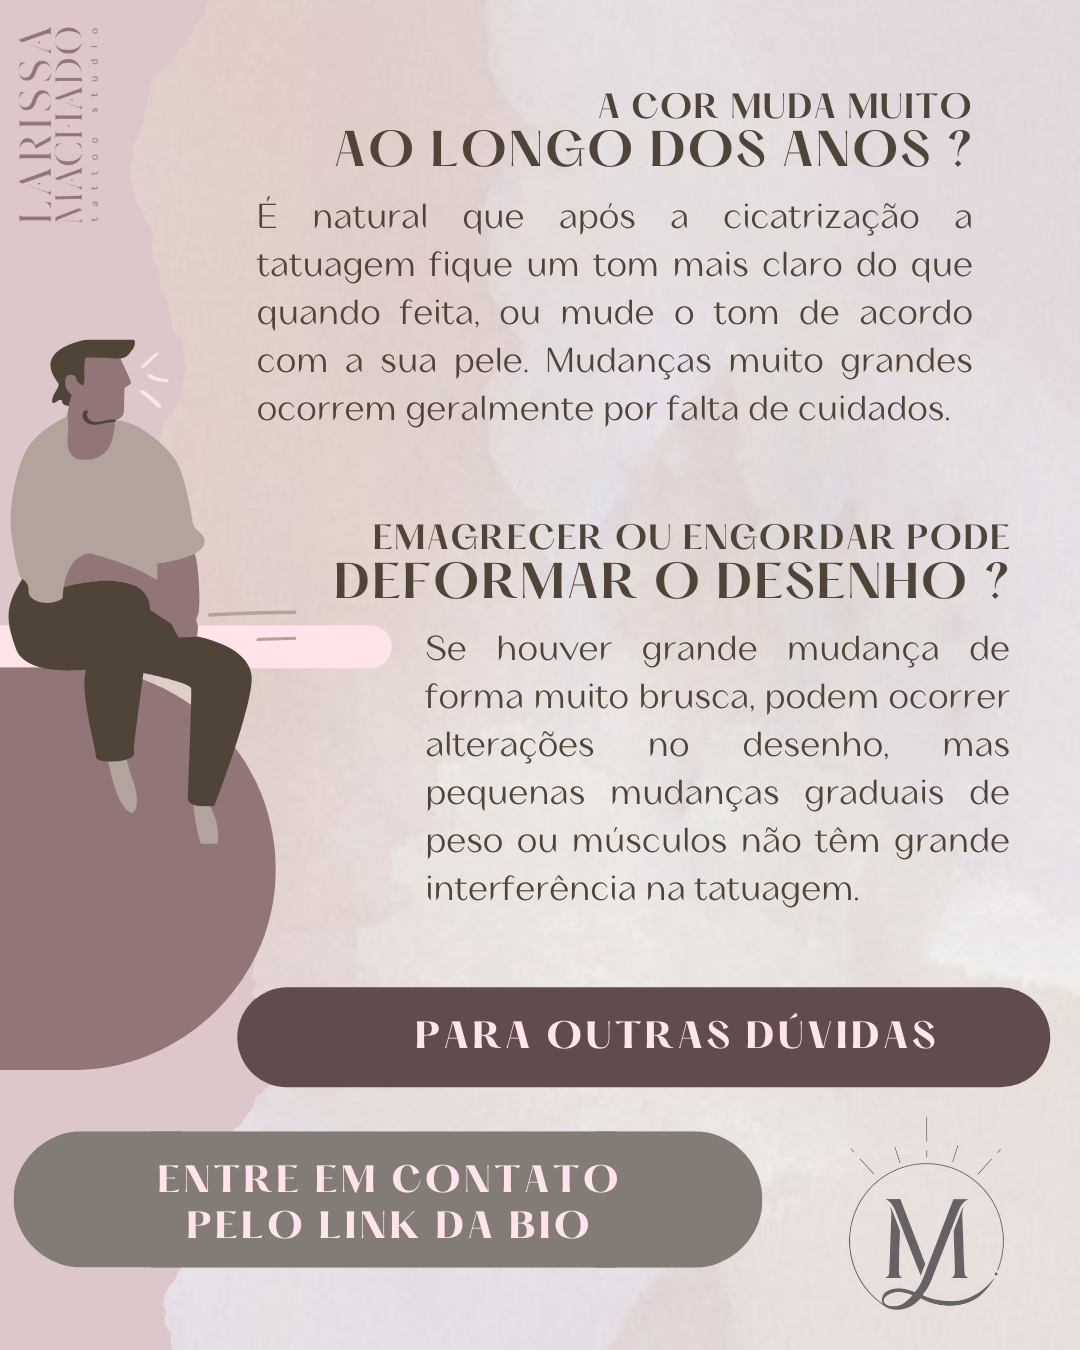 LARISSA
MACHADO
tattoo studio
A COR MUDA MUITO
AO LONGO DOS ANOS ?
É natural que após a cicatrização a
tatuagem fique um tom mais claro do que
quando feita, ou mude o tom de acordo
com a sua pele. Mudanças muito grandes
ocorrem geralmente por falta de cuidados.
EMAGRECER OU ENGORDAR PODE
DEFORMAR O DESENHO ?
Se houver grande mudança de
forma muito brusca, podem ocorrer
alterações no desenho, mas
pequenas mudanças graduais de
peso ou músculos não têm grande
interferência na tatuagem.
PARA OUTRAS DÚVIDAS
ENTRE EM CONTATO
PELO LINK DA BIO
LM